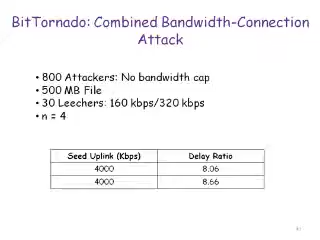 BitTornado: Combined Bandwidth-Connection
Attack
• 800 Attackers: No bandwidth cap
• 500 MB File
• 30 Leechers: 160 kbps/320 kbps
• n = 4
Seed Uplink (Kbps) Delay Ratio
4000 8.06
4000 8.66